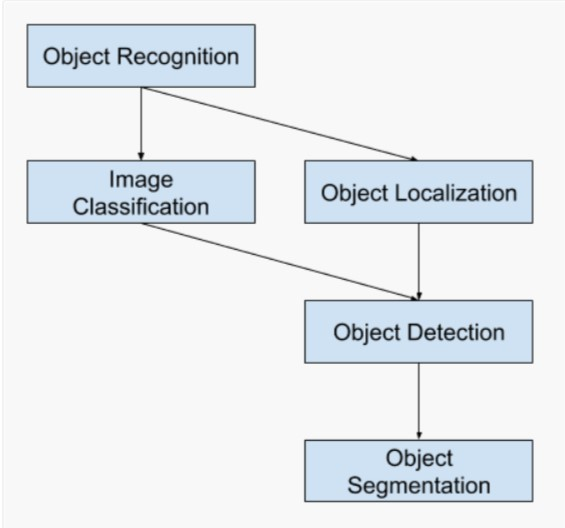 Object Recognition
Image
Classification
Object Localization
Object Detection
Object
Segmentation